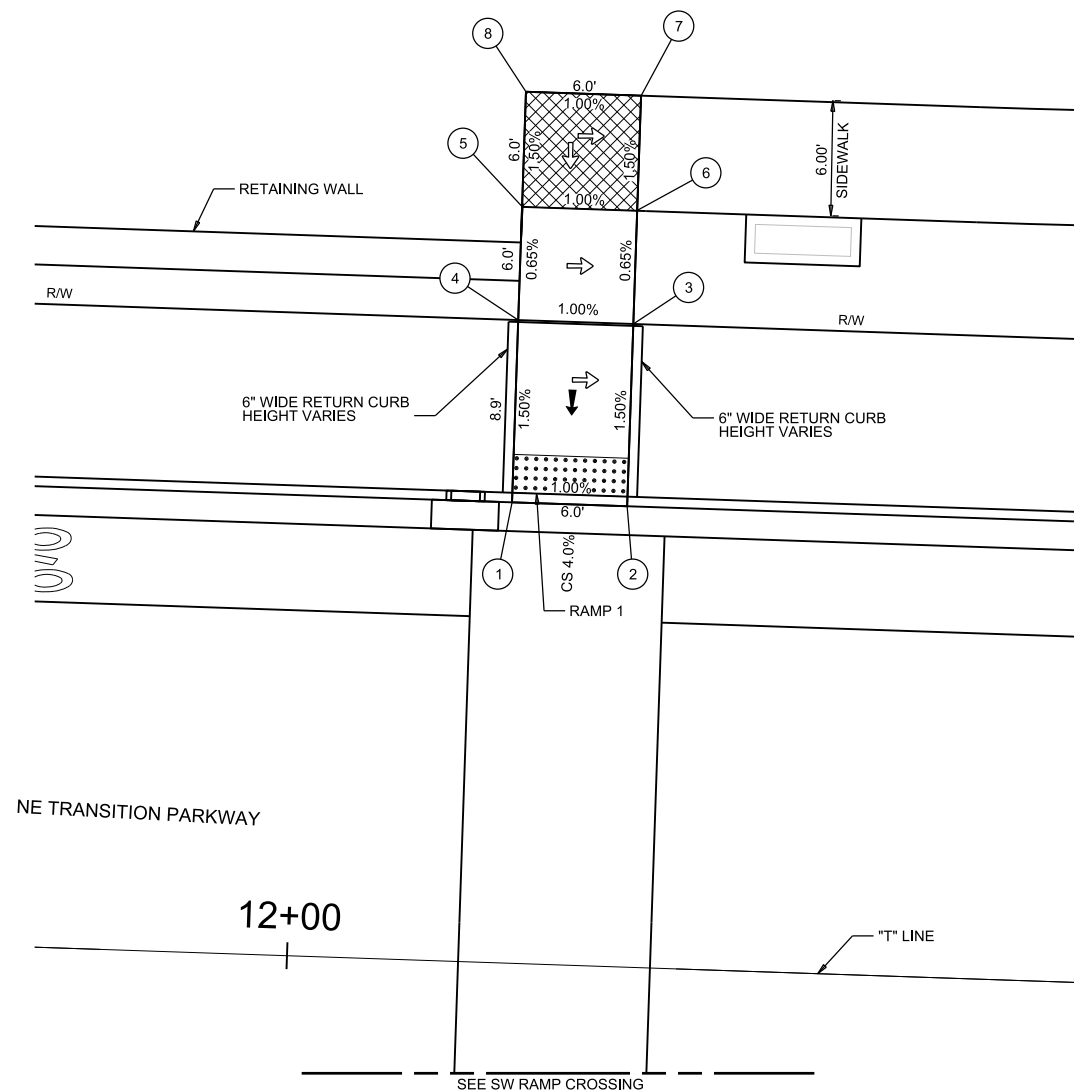 8
7
6.0'
1.00%
6.0'
1.50%
1.50%
6.00'
SIDEWALK
5
6
1.00%
RETAINING WALL
6.0'
0.65%
0.65%
4
3
R/W
1.00%
R/W
6" WIDE RETURN CURB
HEIGHT VARIES
8.9'
1.50%
1.50%
6" WIDE RETURN CURB
HEIGHT VARIES
1.00%
6.0'
CS 4.0%
1
2
RAMP 1
NE TRANSITION PARKWAY
12+00
"T" LINE
SEE SW RAMP CROSSING